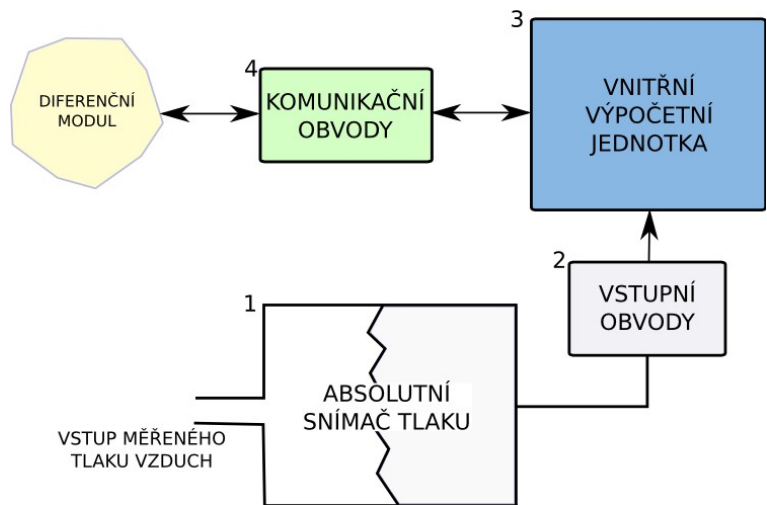 3
VNITŘNÍ
VÝPOČETNÍ
JEDNOTKA
4
KOMUNIKAČNÍ
OBVODY
DIFERENČNÍ
MODUL
2
VSTUPNÍ
OBVODY
1
ABSOLUTNÍ
SNÍMAČ TLAKU
VSTUP MĚŘENÉHO
TLAKU VZDUCH